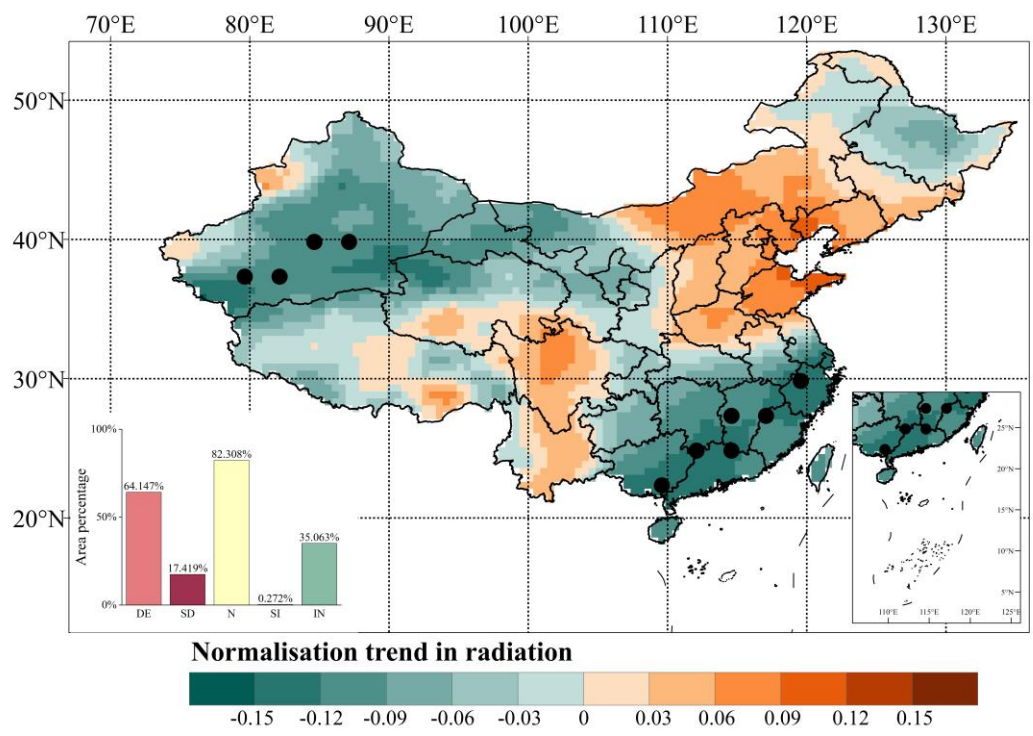 70°E 80°E 90°E 100°E 110°E 120°E 130°E
50°N
40°N
30°N
20°N
100%
82.308%
64.147%
50%
35.063%
17.419%
0.272%
0%
Area percentage
DE SD N SI IN
25°N
20°N
15°N
10°N
5°N
110°E 115°E 120°E 125°E
Normalisation trend in radiation
-0.15 -0.12 -0.09 -0.06 -0.03 0 0.03 0.06 0.09 0.12 0.15